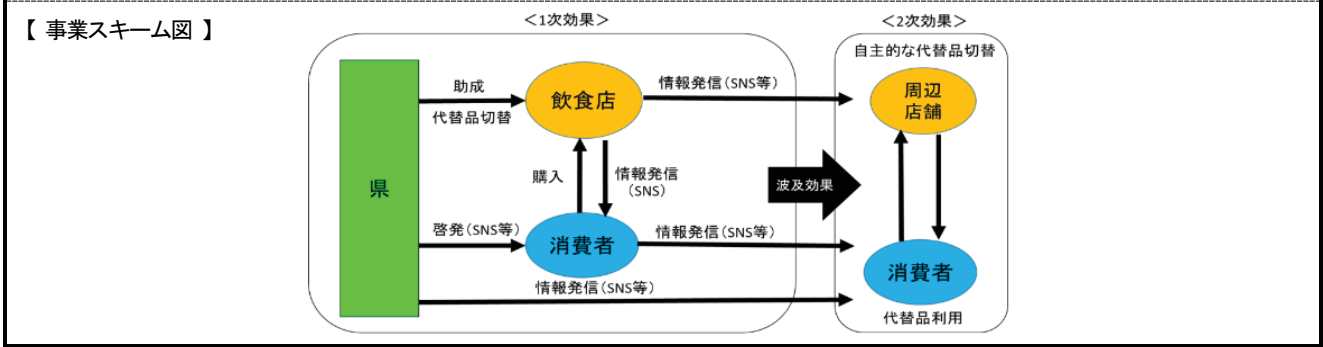 【 事業スキーム図 】
＜1次効果＞
＜2次効果＞
自主的な代替品切替
県
助成
代替品切替
飲食店
情報発信（SNS等）
周辺
店舗
購入
情報発信
（SNS）
波及効果
啓発（SNS等）
消費者
情報発信（SNS等）
消費者
情報発信（SNS等）
代替品利用